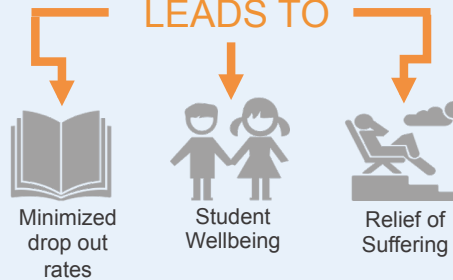 LEADS TO
Minimized
drop out
rates
Student
Wellbeing
Relief of
Suffering